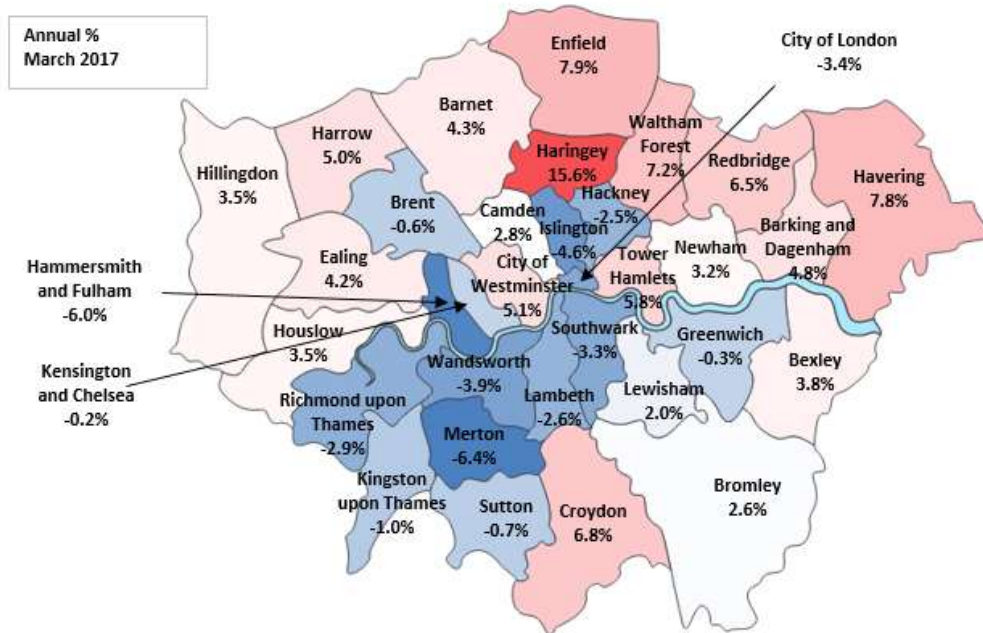 Annual %
March 2017
City of London
-3.4%
Enfield
7.9%
Barnet
4.3%
Harrow
5.0%
Hillingdon
3.5%
Haringey
15.6%
Waltham
Forest
7.2%
Redbridge
6.5%
Havering
7.8%
Brent
-0.6%
Camden
2.8%
Islington
-4.6%
Hackney
-2.5%
Ealing
4.2%
City of
Westminster
5.1%
Tower
Hamlets
5.8%
Newham
3.2%
Barking and
Dagenham
4.8%
Hammersmith
and Fulham
-6.0%
Houslow
3.5%
Kensington
and Chelsea
-0.2%
Wandsworth
-3.9%
Southwark
-3.3%
Greenwich
-0.3%
Bexley
3.8%
Richmond upon
Thames
-2.9%
Lambeth
-2.6%
Lewisham
2.0%
Merton
-6.4%
Kingston
upon Thames
-1.0%
Sutton
-0.7%
Croydon
6.8%
Bromley
2.6%